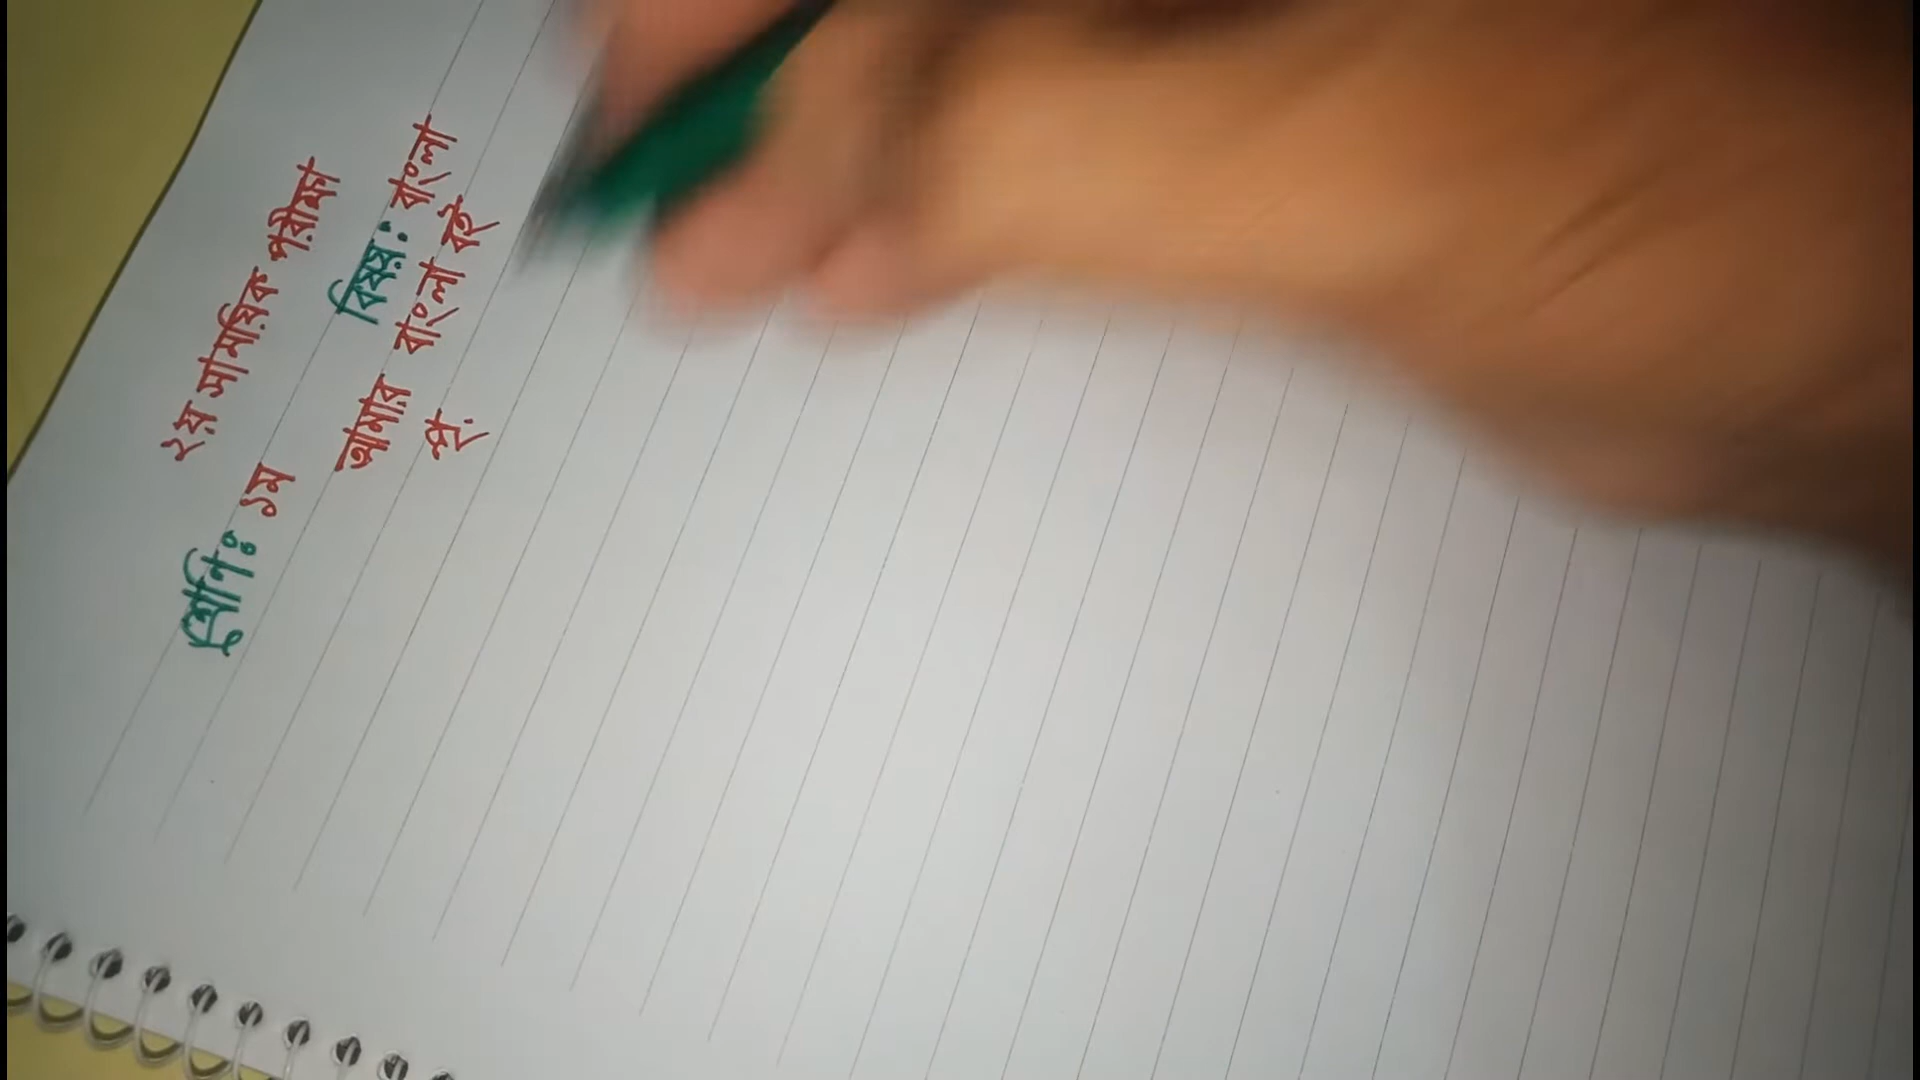 ২য় সাময়িক পরীক্ষা
শ্রেণিঃ ১ম বিষয়: বাংলা
আমার বাংলা বই
পৃ: